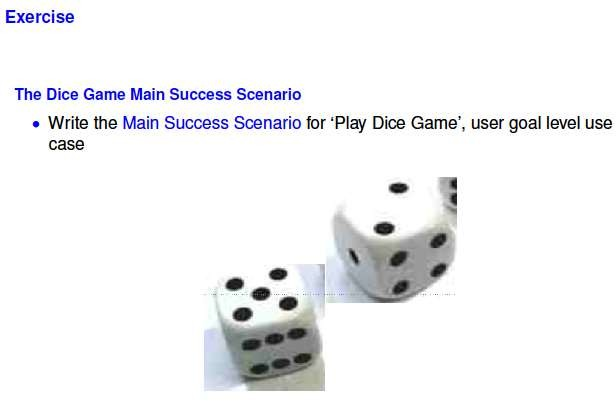 Exercise
The Dice Game Main Success Scenario
• Write the Main Success Scenario for ‘Play Dice Game’, user goal level use
case